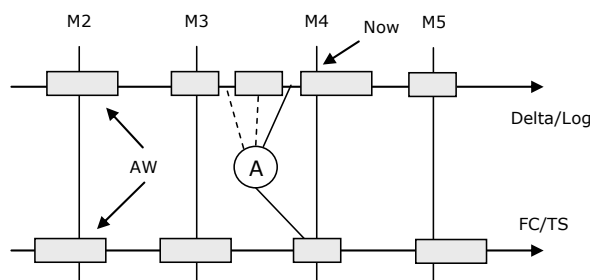 M2 M3 M4 M5
Now
Delta/Log
AW
A
FC/TS